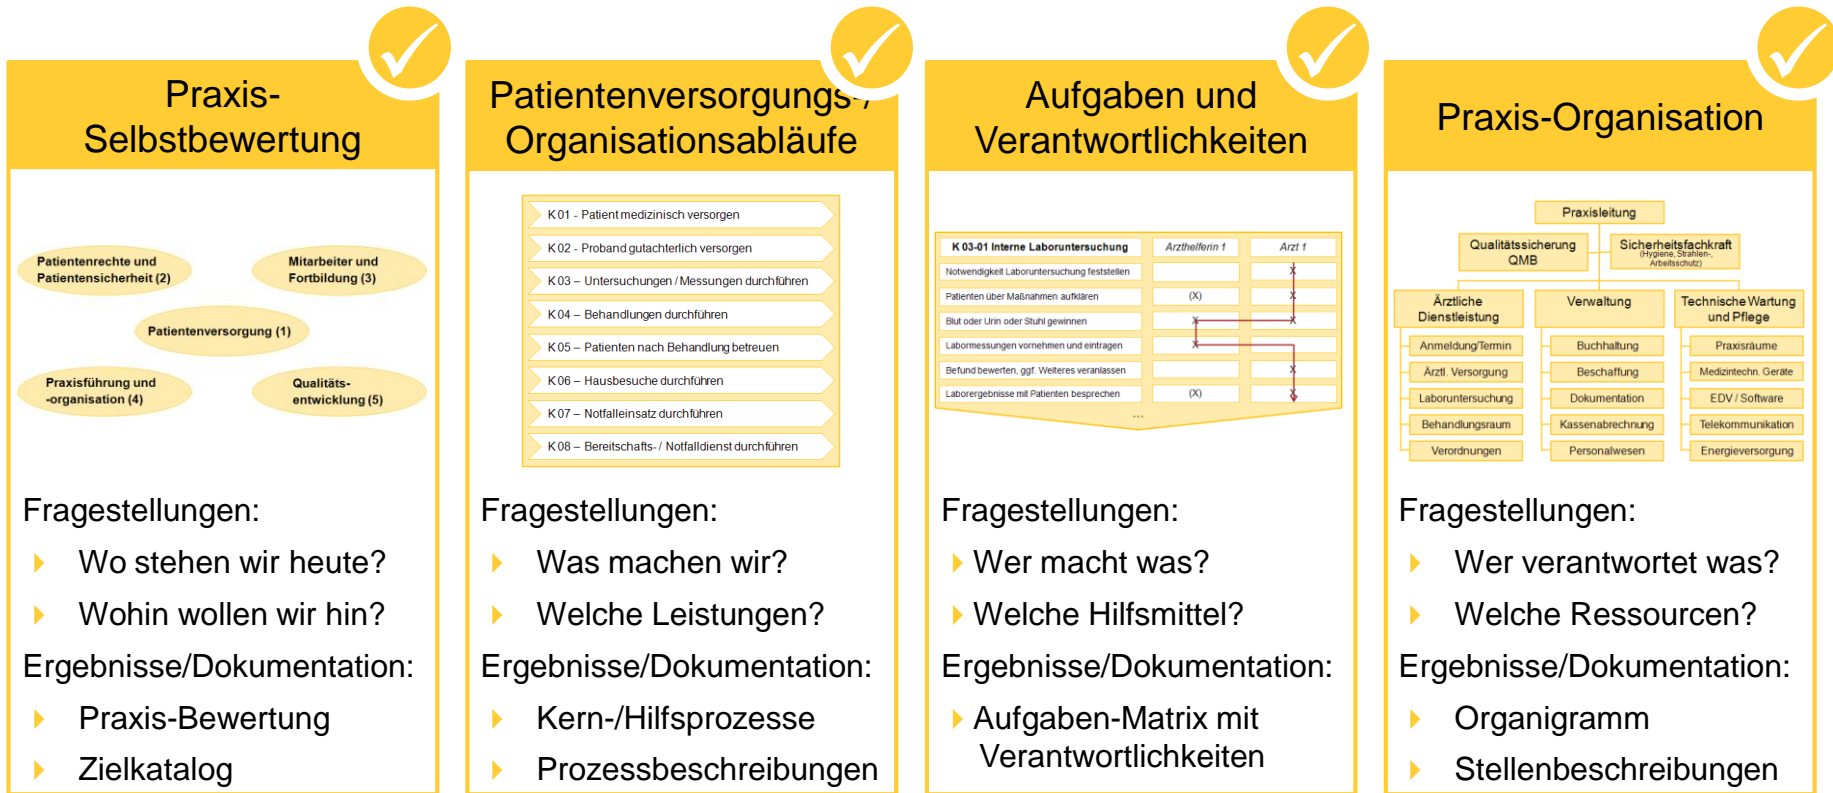 Praxis-
Selbstbewertung
Patientenrechte und
Patientensicherheit (2)
Mitarbeiter und
Fortbildung (3)
Patientenversorgung (1)
Praxisführung und
-organisation (4)
Qualitäts-
entwicklung (5)
Fragestellungen:
Wo stehen wir heute?
Wohin wollen wir hin?
Ergebnisse/Dokumentation:
Praxis-Bewertung
Zielkatalog
Patientenversorgungs-/
Organisationsabläufe
K 01 - Patient medizinisch versorgen
K 02 - Proband gutachterlich versorgen
K 03 – Untersuchungen / Messungen durchführen
K 04 – Behandlungen durchführen
K 05 – Patienten nach Behandlung betreuen
K 06 – Hausbesuche durchführen
K 07 – Notfalleinsatz durchführen
K 08 – Bereitschafts- / Notfalldienst durchführen
Fragestellungen:
Was machen wir?
Welche Leistungen?
Ergebnisse/Dokumentation:
Kern-/Hilfsprozesse
Prozessbeschreibungen
Aufgaben und
Verantwortlichkeiten
K 03-01 Interne Laboruntersuchung Arzthelferin 1 Arzt 1
Notwendigkeit Laboruntersuchung feststellen X
Patienten über Maßnahmen aufklären (X) X
Blut oder Urin oder Stuhl gewinnen X X
Labormessungen vornehmen und eintragen X
Befund bewerten, ggf. Weiteres veranlassen X
Laborergebnisse mit Patienten besprechen (X) X
...
Fragestellungen:
Wer macht was?
Welche Hilfsmittel?
Ergebnisse/Dokumentation:
Aufgaben-Matrix mit
Verantwortlichkeiten
Praxis-Organisation
Praxisleitung
Qualitätssicherung
QMB
Sicherheitsfachkraft
(Hygiene, Strahlen-,
Arbeitsschutz)
Ärztliche
Dienstleistung
Anmeldung/Termin
Ärztl. Versorgung
Laboruntersuchung
Behandlungsraum
Verordnungen
Verwaltung
Buchhaltung
Beschaffung
Dokumentation
Kassenabrechnung
Personalwesen
Technische Wartung
und Pflege
Praxisräume
Medizintechn. Geräte
EDV / Software
Telekommunikation
Energieversorgung
Fragestellungen:
Wer verantwortet was?
Welche Ressourcen?
Ergebnisse/Dokumentation:
Organigramm
Stellenbeschreibungen